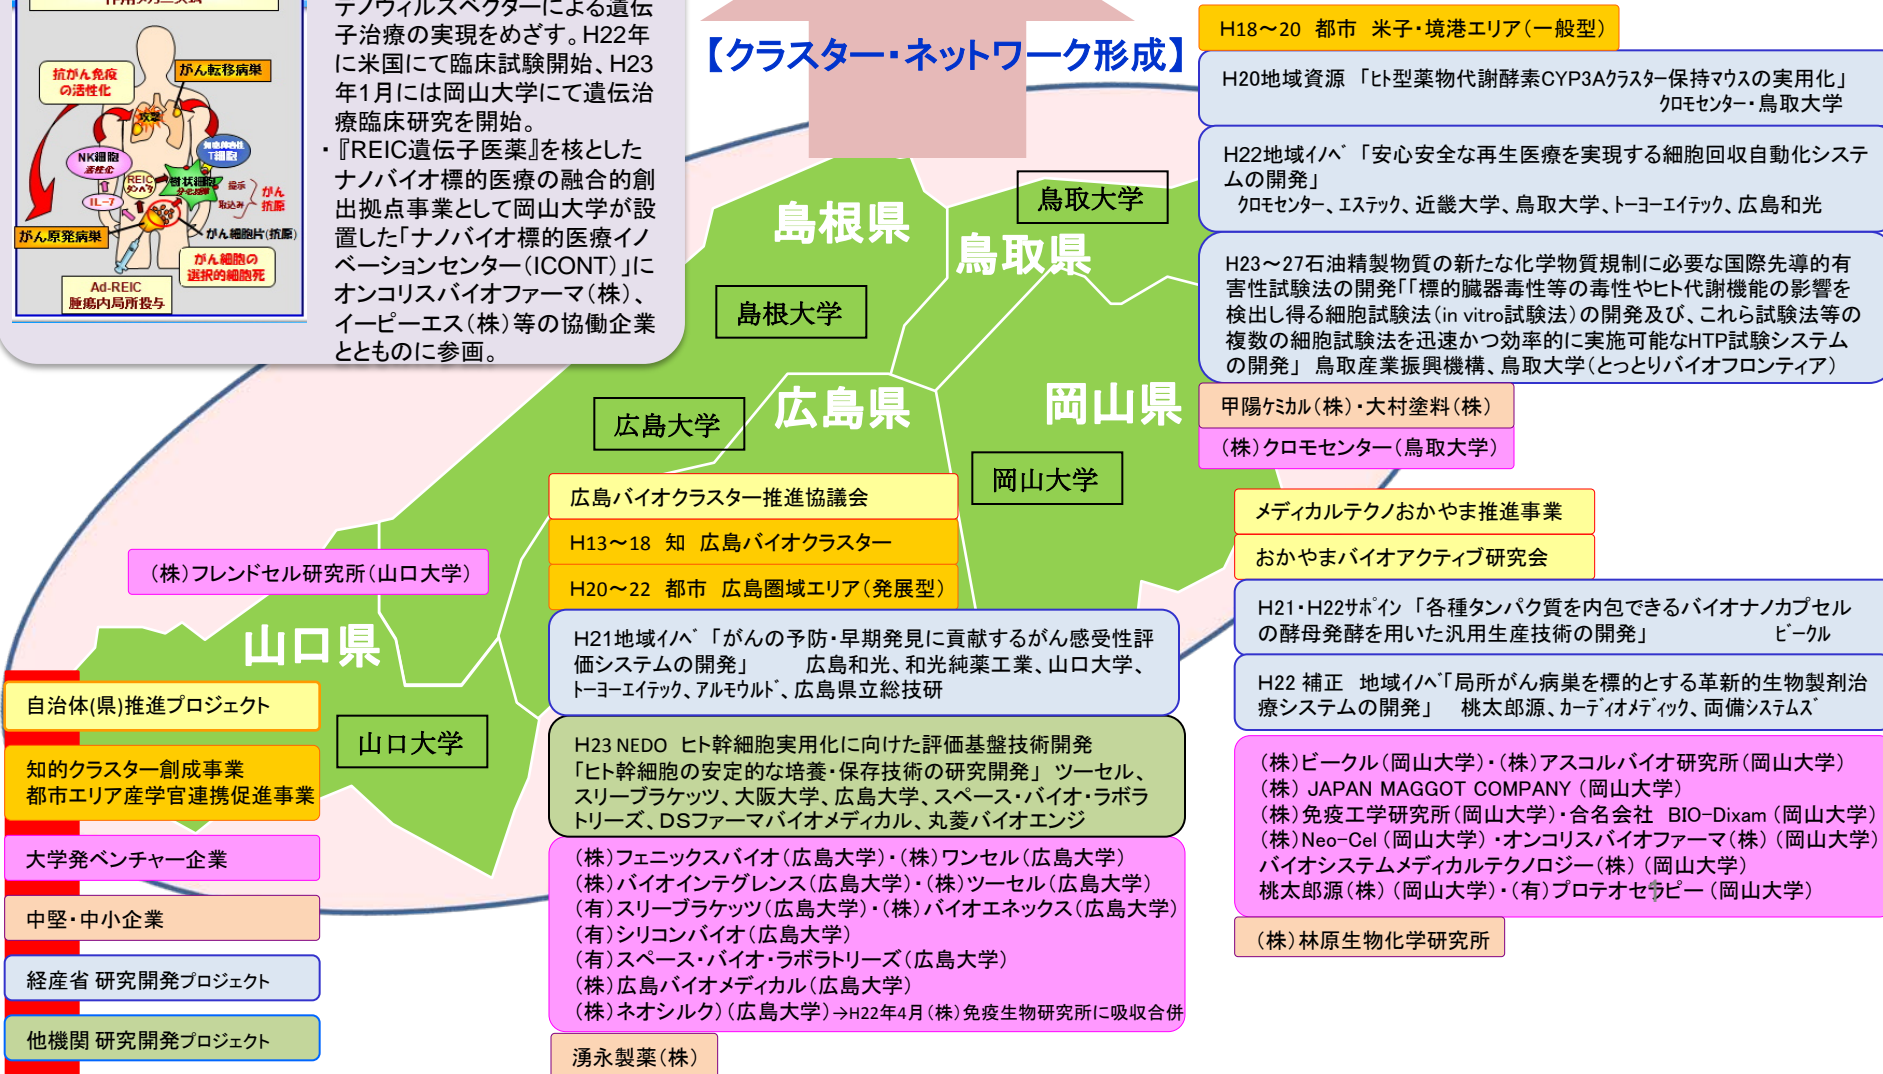 抗がん免疫
の活性化
がん転移病巣
攻撃
NK細胞
活性化
T細胞
REIC
タンパク
樹状細胞
IL-7
提示
取込み
がん
抗原
がん原発病巣
がん細胞片(抗原)
がん細胞の
選択的細胞死
Ad-REIC
腫瘍内局所投与
デノウィルスベクターによる遺伝
子治療の実現をめざす。H22年
に米国にて臨床試験開始、H23
年1月には岡山大学にて遺伝治
療臨床研究を開始。
・『REIC遺伝子医薬』を核とした
ナノバイオ標的医療の融合的創
出拠点事業として岡山大学が設
置した「ナノバイオ標的医療イノ
ベーションセンター(ICONT)」に
オンコリスバイオファーマ(株)、
イーピーエス(株)等の協働企業
とともに参画。
【クラスター・ネットワーク形成】
島根県
鳥取県
広島県
岡山県
山口県
鳥取大学
島根大学
広島大学
岡山大学
山口大学
H18～20 都市 米子・境港エリア(一般型)
H20地域資源 「ﾋﾄ型薬物代謝酵素CYP3Aｸﾗｽﾀｰ保持ﾏｳｽの実用化」
ｸﾛﾓセンター・鳥取大学
H22地域ｲﾉﾍﾞ 「安心安全な再生医療を実現する細胞回収自動化システ
ムの開発」
ｸﾛﾓセンター、エステック、近畿大学、鳥取大学、トーヨーエイテック、広島和光
H23～27石油精製物質の新たな化学物質規制に必要な国際先導的有
害性試験法の開発「「標的臓器毒性等の毒性やﾋﾄ代謝機能の影響を
検出し得る細胞試験法(in vitro試験法)の開発及び、これら試験法等の
複数の細胞試験法を迅速かつ効率的に実施可能なHTP試験システム
の開発」 鳥取産業振興機構、鳥取大学(とっとりバイオフロンティア)
甲陽ｹﾐｶﾙ(株)・大村塗料(株)
(株)クロモセンター(鳥取大学)
広島バイオクラスター推進協議会
H13～18 知 広島バイオクラスター
H20～22 都市 広島圏域エリア(発展型)
H21地域ｲﾉﾍﾞ 「がんの予防・早期発見に貢献するがん感受性評
価システムの開発」 広島和光、和光純薬工業、山口大学、
ﾄｰﾖｰｴｲﾃｯｸ、ｱﾙﾓｳﾙﾄﾞ、広島県立総技研
H23 NEDO ﾋﾄ幹細胞実用化に向けた評価基盤技術開発
「ﾋﾄ幹細胞の安定的な培養・保存技術の研究開発」 ツーセル、
スリーブラケッツ、大阪大学、広島大学、スペース・バイオ・ラボラ
トリーズ、DSファーマバイオメディカル、丸菱バイオエンジ
(株)フェニックスバイオ(広島大学)・(株)ワンセル(広島大学)
(株)バイオインテグレンス(広島大学)・(株)ツーセル(広島大学)
(有)スリーブラケッツ(広島大学)・(株)バイオエネックス(広島大学)
(有)シリコンバイオ(広島大学)
(有)スペース・バイオ・ラボラトリーズ(広島大学)
(株)広島バイオメディカル(広島大学)
(株)ネオシルク)(広島大学)→H22年4月(株)免疫生物研究所に吸収合併
湧永製薬(株)
メディカルテクノおかやま推進事業
おかやまバイオアクティブ研究会
H21・H22ｻﾎﾟｲﾝ 「各種タンパク質を内包できるバイオナノカプセル
の酵母発酵を用いた汎用生産技術の開発」 ﾋﾞｰｸﾙ
H22 補正 地域ｲﾉﾍﾞ「局所がん病巣を標的とする革新的生物製剤治
療システムの開発」 桃太郎源、ｶｰﾃﾞｨｵﾒﾃﾞｨｯｸ、両備ｼｽﾃﾑｽﾞ
(株)ビークル(岡山大学)・(株)アスコルバイオ研究所(岡山大学)
(株) JAPAN MAGGOT COMPANY (岡山大学)
(株)免疫工学研究所(岡山大学)・合名会社 BIO-Dixam (岡山大学)
(株)Neo-Cel (岡山大学) ・オンコリスバイオファーマ(株) (岡山大学)
バイオシステムメディカルテクノロジー(株) (岡山大学)
桃太郎源(株) (岡山大学)・(有)プロテオセラピー (岡山大学)
(株)林原生物化学研究所
(株)フレンドセル研究所(山口大学)
自治体(県)推進プロジェクト
知的クラスター創成事業
都市エリア産学官連携促進事業
大学発ベンチャー企業
中堅・中小企業
経産省 研究開発プロジェクト
他機関 研究開発プロジェクト